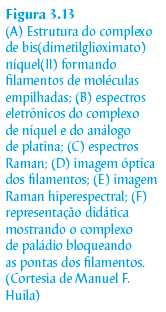 Figura 3.13
(A) Estrutura do complexo
de bis(dimetilglioximato)
níquel(II) formando
filamentos de moléculas
empilhadas; (B) espectros
eletrônicos do complexo
de níquel e do análogo
de platina; (C) espectros
Raman; (D) imagem óptica
dos filamentos; (E) imagem
Raman hiperespectral; (F)
representação didática
mostrando o complexo
de paládio bloqueando
as pontas dos filamentos.
(Cortesia de Manuel F.
Huila)